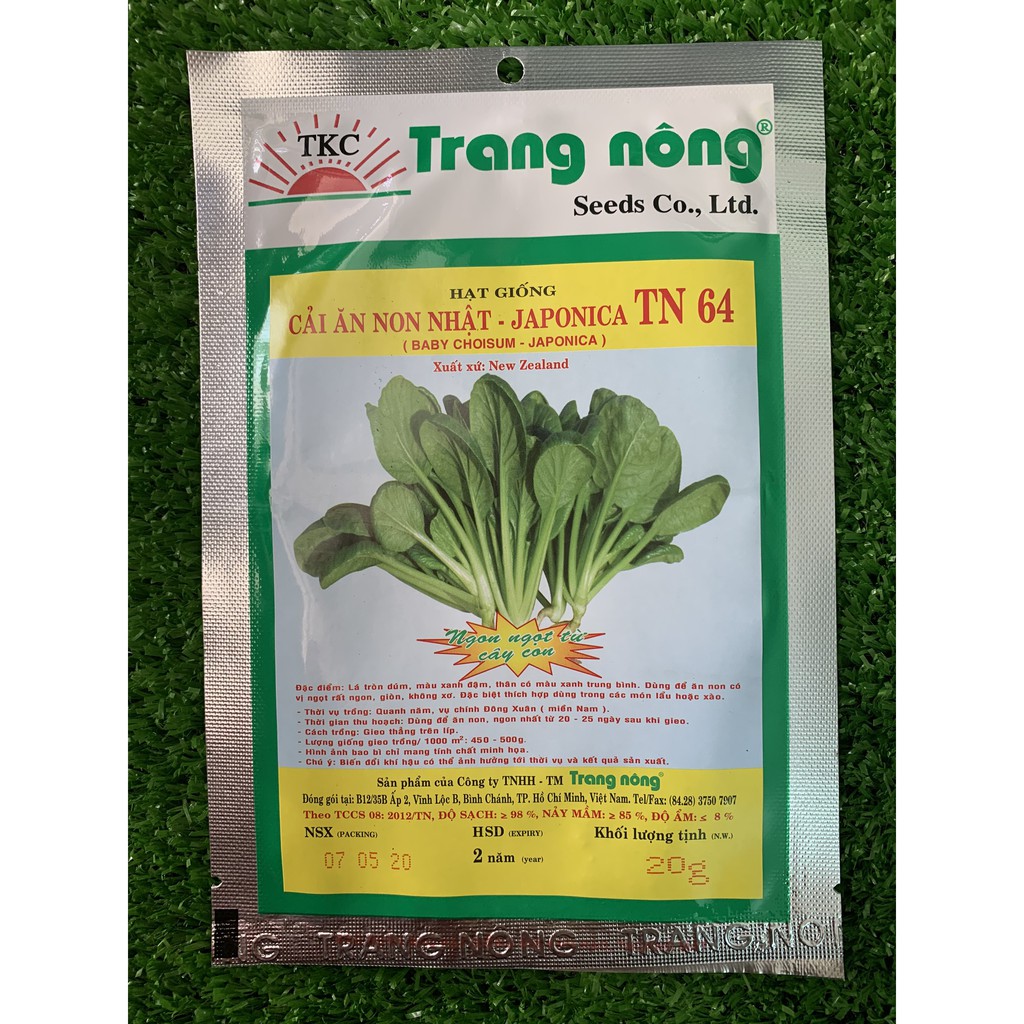 TKC
Trang nông®
Seeds Co., Ltd.
HẠT GIỐNG
CẢI ĂN NON NHẬT - JAPONICA TN 64
( BABY CHOISUM - JAPONICA )
Xuất xứ: New Zealand
Ngon ngọt từ
cây con
Đặc điểm: Lá tròn dúm, màu xanh đậm, thân có màu xanh trung bình. Dùng để ăn non có
vị ngọt rất ngon, giòn, không xơ. Đặc biệt thích hợp dùng trong các món lẩu hoặc xào.
- Thời vụ trồng: Quanh năm, vụ chính Đông Xuân ( miền Nam ).
- Thời gian thu hoạch: Dùng để ăn non, ngon nhất từ 20 - 25 ngày sau khi gieo.
- Cách trồng: Gieo thẳng trên líp.
- Lượng giống gieo trồng/ 1000 m²: 450 - 500g.
- Hình ảnh bao bì chỉ mang tính chất minh họa.
- Chú ý: Biến đổi khí hậu có thể ảnh hưởng tới thời vụ và kết quả sản xuất.
Sản phẩm của Công ty TNHH - TM Trang nông®
Đóng gói tại: B12/35B Ấp 2, Vĩnh Lộc B, Bình Chánh, TP. Hồ Chí Minh, Việt Nam. Tel/Fax: (84.28) 3750 7907
Theo TCCS 08: 2012/TN, ĐỘ SẠCH: ≥ 98 %, NẢY MẦM: ≥ 85 %, ĐỘ ẨM: ≤ 8 %
NSX (PACKING) HSD (EXPIRY) Khối lượng tịnh (N.W.)
07 05 20 2 năm (year) 20g
NG TRANG NONG TRANG NON